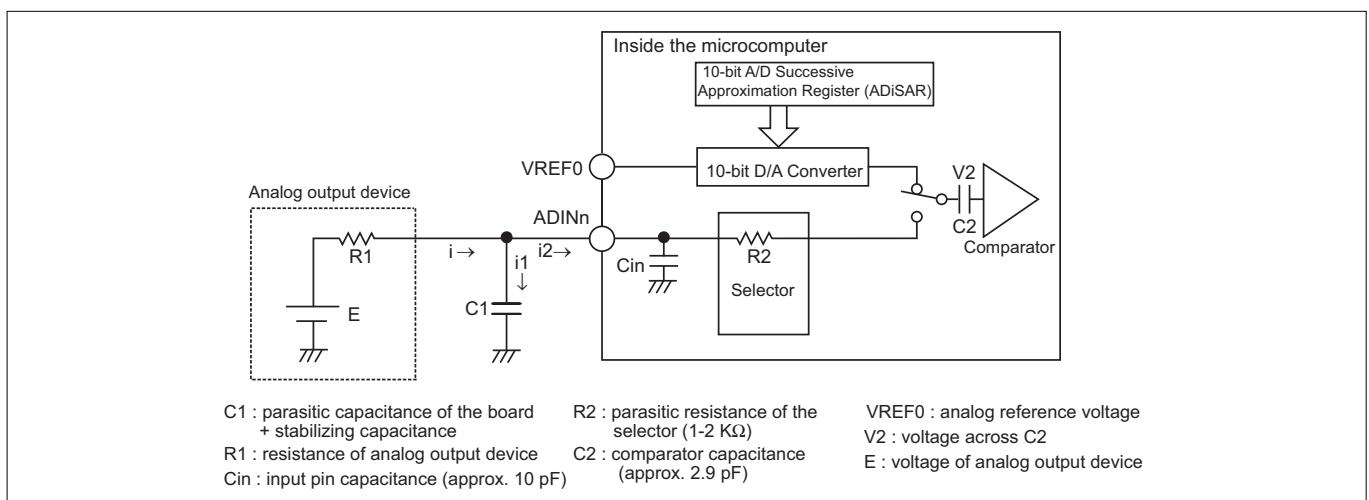 Inside the microcomputer
10-bit A/D Successive
Approximation Register (ADiSAR)
VREF0
10-bit D/A Converter
V2
C2
Comparator
Analog output device
ADINn
R1
i→
i1
↓
i2→
Cin
R2
Selector
E
C1
C1 : parasitic capacitance of the board
+ stabilizing capacitance
R1 : resistance of analog output device
Cin : input pin capacitance (approx. 10 pF)
R2 : parasitic resistance of the
selector (1-2 KΩ)
C2 : comparator capacitance
(approx. 2.9 pF)
VREF0 : analog reference voltage
V2 : voltage across C2
E : voltage of analog output device